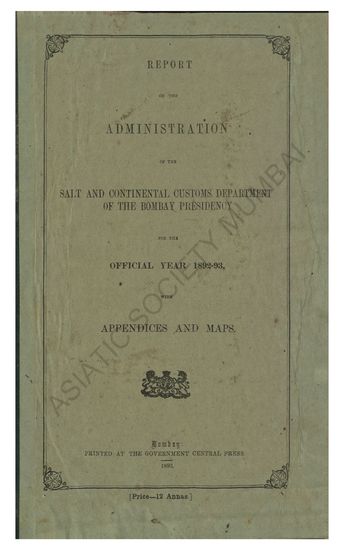 REPORT
ON THE
ADMINISTRATION
OF THE
SALT AND CONTINENTAL CUSTOMS DEPARTMENT
OF THE BOMBAY PRESIDENCY
FOR THE
OFFICIAL YEAR 1892-93,
WITH
APPENDICES AND MAPS.
Bombay:
PRINTED AT THE GOVERNMENT CENTRAL PRESS
1893.
[Price—12 Annas.]
ASIATIC SOCIETY MUMBAI